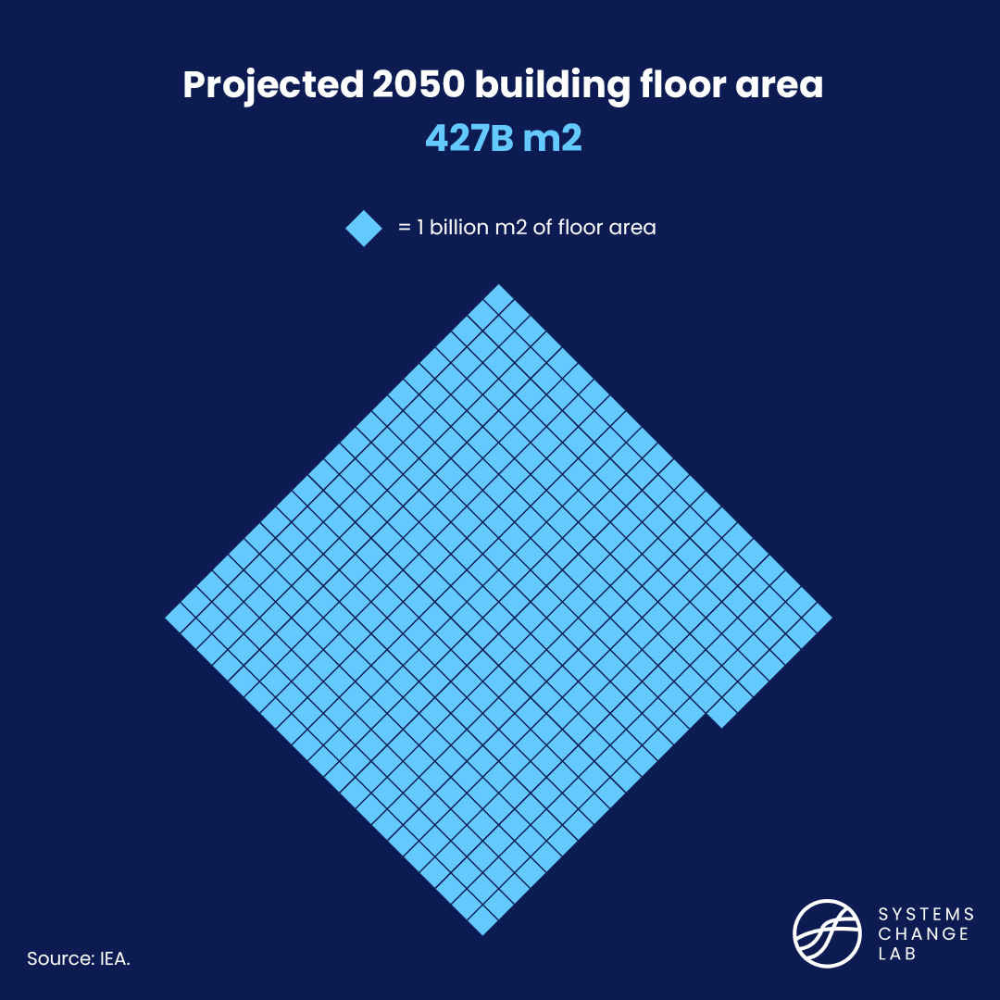 Projected 2050 building floor area
427B m2
= 1 billion m2 of floor area
Source: IEA.
SYSTEMS
CHANGE
LAB